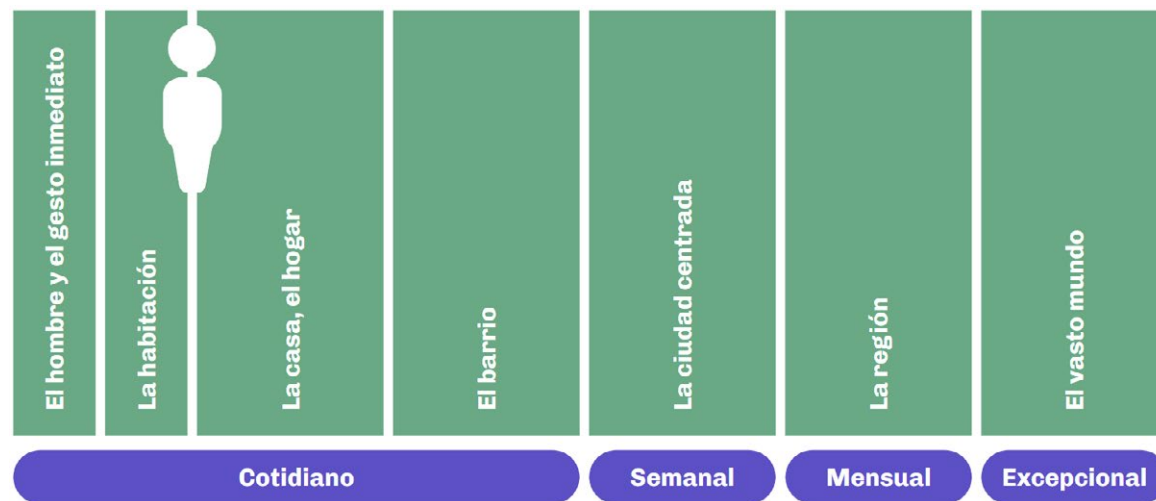 El hombre y el gesto inmediato
La habitación
La casa, el hogar
El barrio
La ciudad centrada
La región
El vasto mundo
Cotidiano
Semanal
Mensual
Excepcional